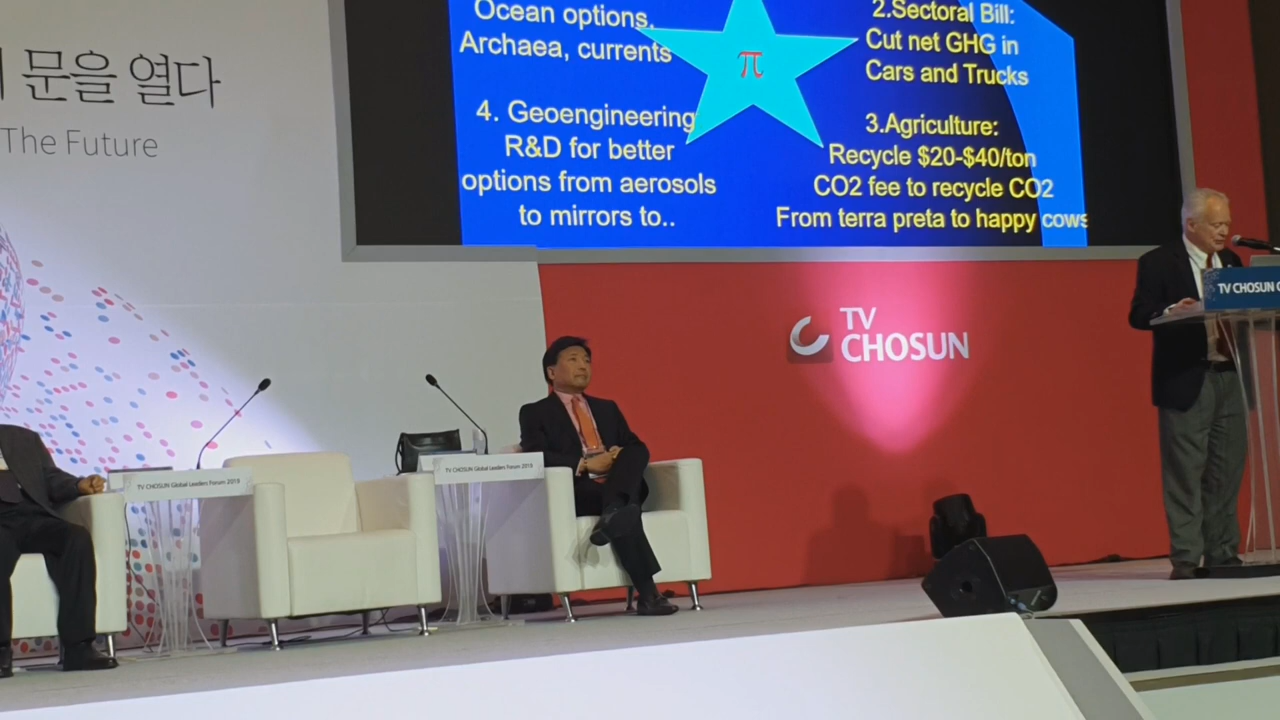 문을 열다
The Future
Ocean options.
Archaea, currents
4. Geoengineering
R&D for better
options from aerosols
to mirrors to..
π
2.Sectoral Bill:
Cut net GHG in
Cars and Trucks
3.Agriculture:
Recycle $20-$40/ton
CO2 fee to recycle CO2
From terra preta to happy cows
TV
CHOSUN
TV CHOSUN
TV CHOSUN Global Leaders Forum 2019
TV CHOSUN Global Leaders Forum 2019